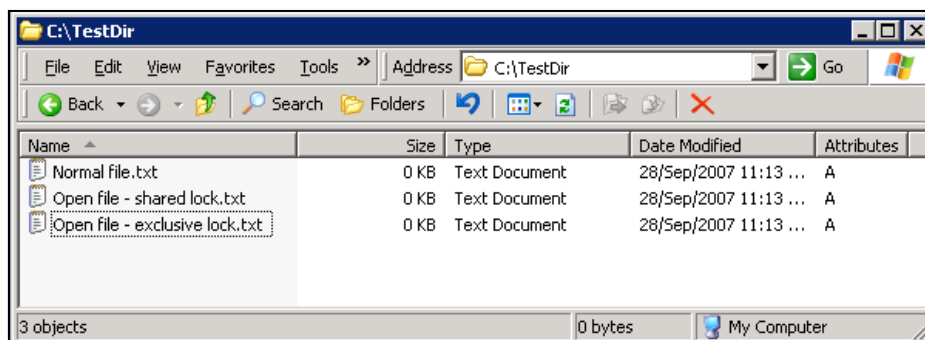 C:\TestDir
File Edit View Favorites Tools » Address C:\TestDir Go
Back Search Folders
Name Size Type Date Modified Attributes
Normal file.txt 0 KB Text Document 28/Sep/2007 11:13 ... A
Open file - shared lock.txt 0 KB Text Document 28/Sep/2007 11:13 ... A
Open file - exclusive lock.txt 0 KB Text Document 28/Sep/2007 11:13 ... A
3 objects 0 bytes My Computer